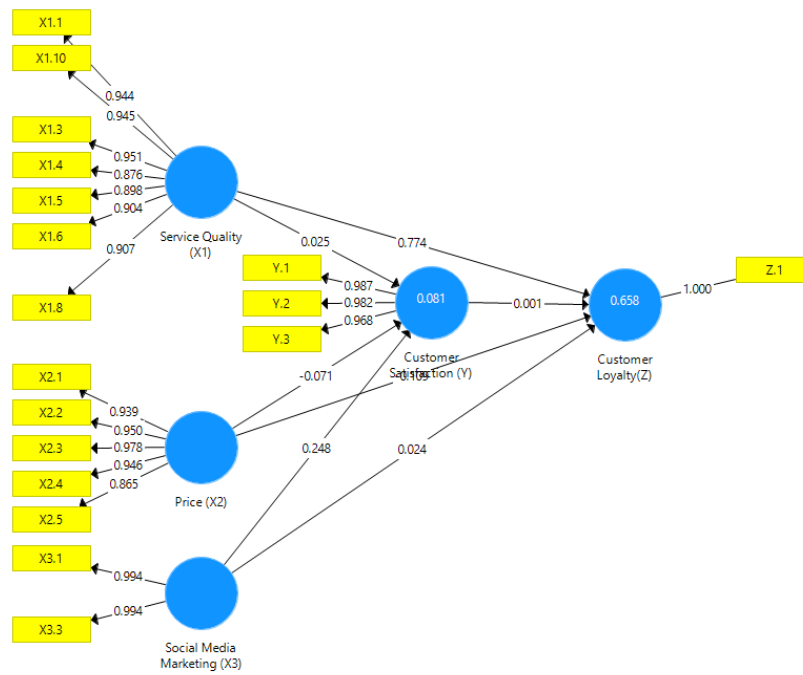 X1.1
X1.10
0.944
0.945
X1.3
0.951
X1.4
0.876
X1.5
0.898
X1.6
0.904
0.907
X1.8
Service Quality
(X1)
0.774
0.025
Y.1
0.987
Y.2
0.982
Y.3
0.968
0.081
0.001
0.658
1.000
Z.1
Customer
Satisfaction (Y)
Customer
Loyalty(Z)
X2.1
0.939
X2.2
0.950
X2.3
0.978
X2.4
0.946
X2.5
0.865
Price (X2)
-0.071
0.248
0.024
X3.1
0.994
X3.3
0.994
Social Media
Marketing (X3)